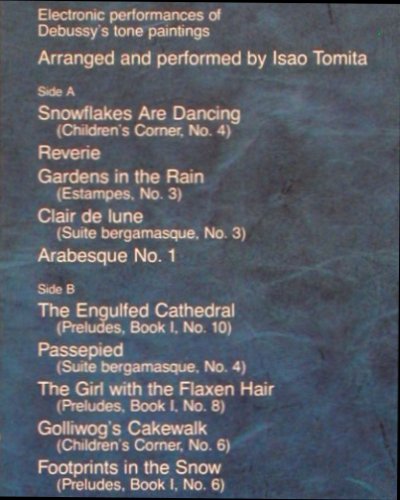 Electronic performances of
Debussy's tone paintings
Arranged and performed by Isao Tomita
Side A
Snowflakes Are Dancing
(Children's Corner, No. 4)
Reverie
Gardens in the Rain
(Estampes, No. 3)
Clair de lune
(Suite bergamasque, No. 3)
Arabesque No. 1
Side B
The Engulfed Cathedral
(Preludes, Book I, No. 10)
Passepied
(Suite bergamasque, No. 4)
The Girl with the Flaxen Hair
(Preludes, Book I, No. 8)
Golliwog's Cakewalk
(Children's Corner, No. 6)
Footprints in the Snow
(Preludes, Book I, No. 6)